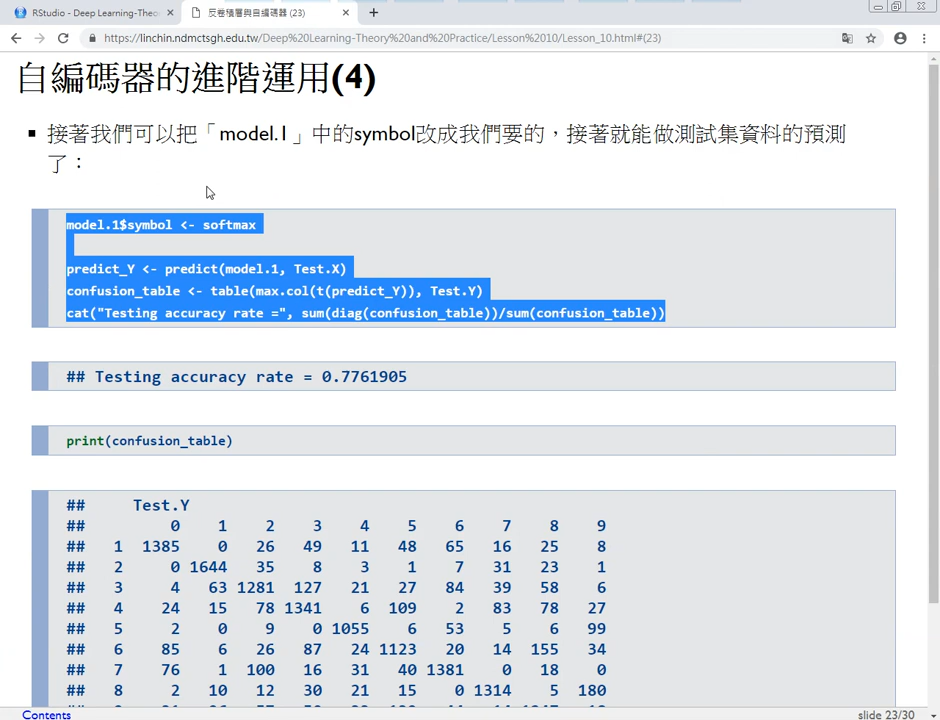 RStudio - Deep Learning-Theo
反卷積層與自編碼器 (23)
https://linchin.ndmctsgh.edu.tw/Deep%20Learning-Theory%20and%20Practice/Lesson%2010/Lesson_10.html#(23)
自編碼器的進階運用(4)
接著我們可以把「model.1」中的symbol改成我們要的，接著就能做測試集資料的預測
了：
model.1$symbol <- softmax
predict_Y <- predict(model.1, Test.X)
confusion_table <- table(max.col(t(predict_Y)), Test.Y)
cat("Testing accuracy rate =", sum(diag(confusion_table))/sum(confusion_table))
## Testing accuracy rate = 0.7761905
print(confusion_table)
## Test.Y
## 0 1 2 3 4 5 6 7 8 9
## 1 1385 0 26 49 11 48 65 16 25 8
## 2 0 1644 35 8 3 1 7 31 23 1
## 3 4 63 1281 127 21 27 84 39 58 6
## 4 24 15 78 1341 6 109 2 83 78 27
## 5 2 0 9 0 1055 6 53 5 6 99
## 6 85 6 26 87 24 1123 20 14 155 34
## 7 76 1 100 16 31 40 1381 0 18 0
## 8 2 10 12 30 21 15 0 1314 5 180
Contents
slide 23/30